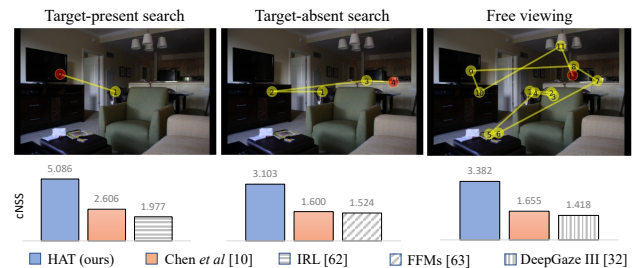 Target-present search
Target-absent search
Free viewing
cNSS
5.086
2.606
1.977
3.103
1.600
1.524
3.382
1.655
1.418
HAT (ours)
Chen et al [10]
IRL [62]
FFMs [63]
DeepGaze III [32]